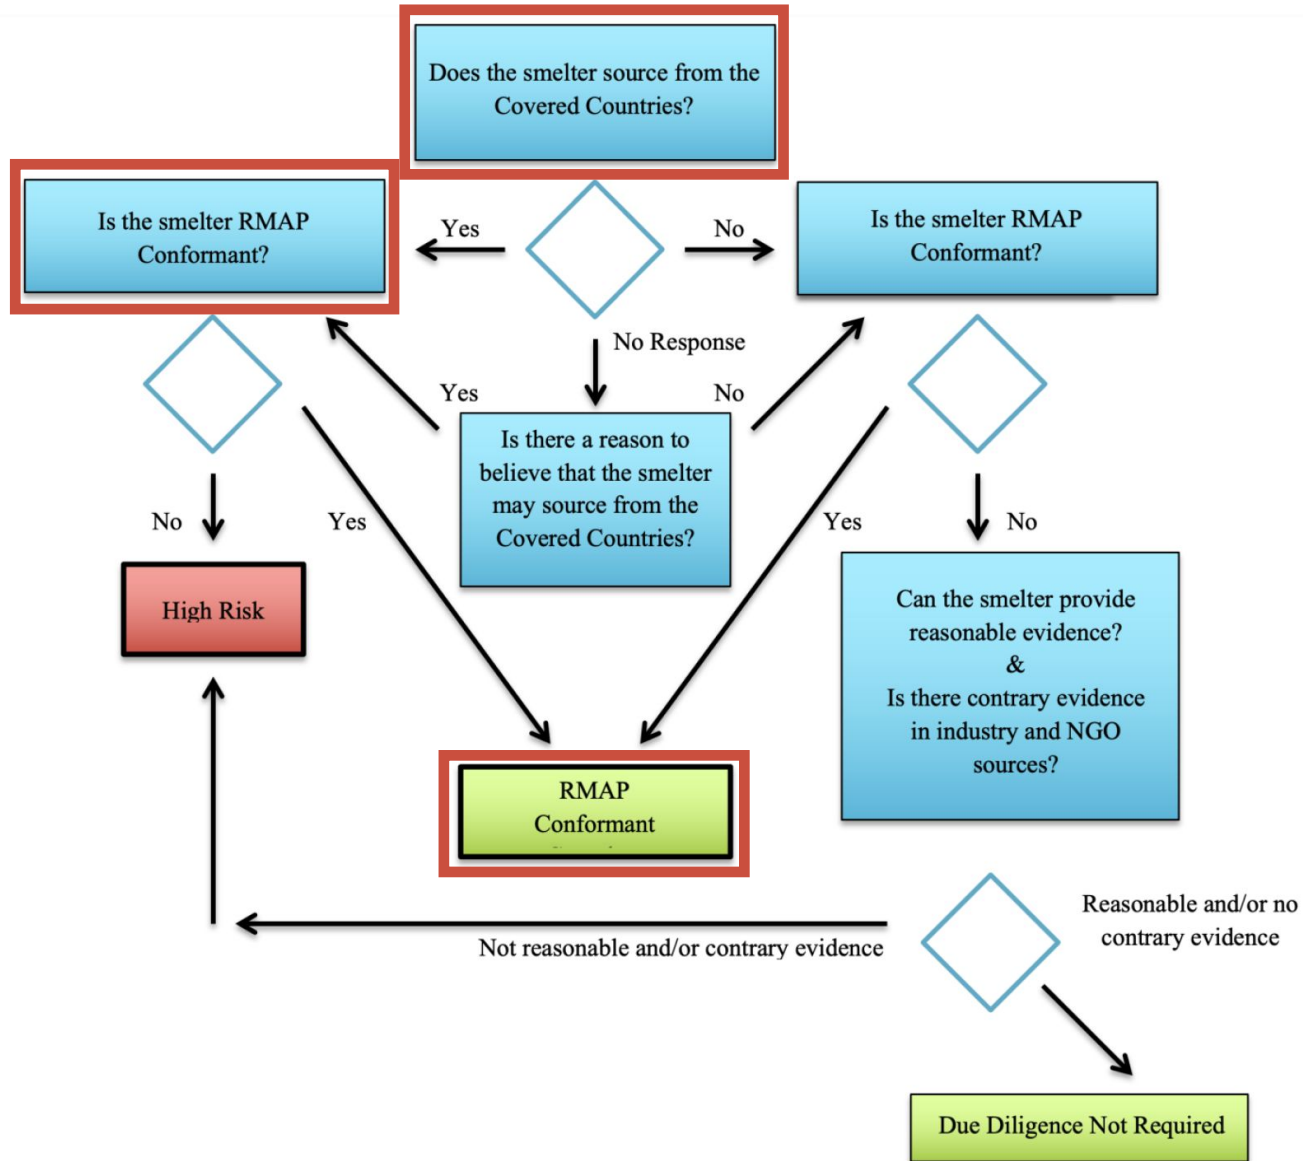 Does the smelter source from the
Covered Countries?
Is the smelter RMAP
Conformant?
Yes
No
Is the smelter RMAP
Conformant?
No Response
Yes
No
Is there a reason to
believe that the smelter
may source from the
Covered Countries?
No
Yes
Yes
No
High Risk
Can the smelter provide
reasonable evidence?
&
Is there contrary evidence
in industry and NGO
sources?
RMAP
Conformant
Reasonable and/or no
contrary evidence
Not reasonable and/or contrary evidence
Due Diligence Not Required